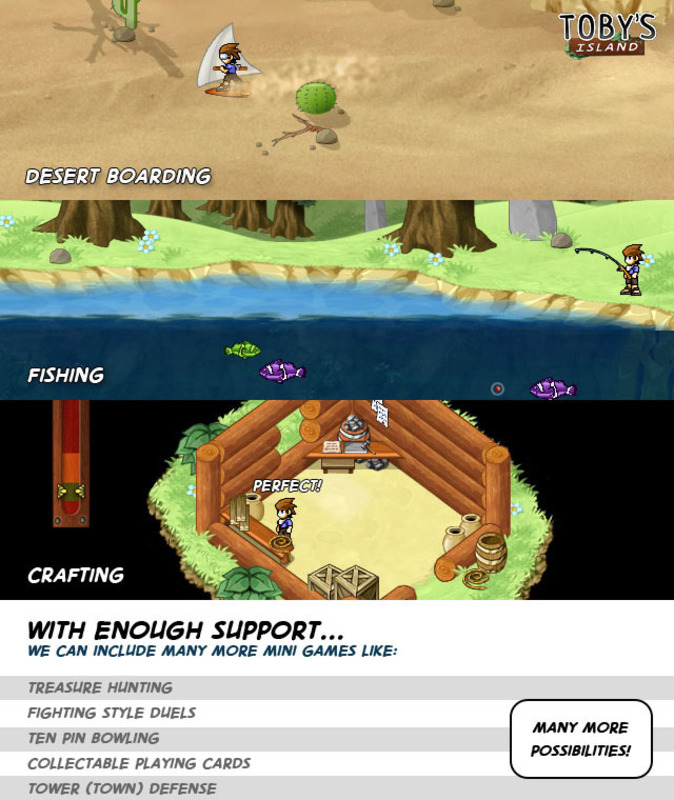 TOBY'S
ISLAND
DESERT BOARDING
FISHING
PERFECT!
CRAFTING
WITH ENOUGH SUPPORT...
WE CAN INCLUDE MANY MORE MINI GAMES LIKE:
TREASURE HUNTING
FIGHTING STYLE DUELS
TEN PIN BOWLING
COLLECTABLE PLAYING CARDS
TOWER (TOWN) DEFENSE
MANY MORE
POSSIBILITIES!